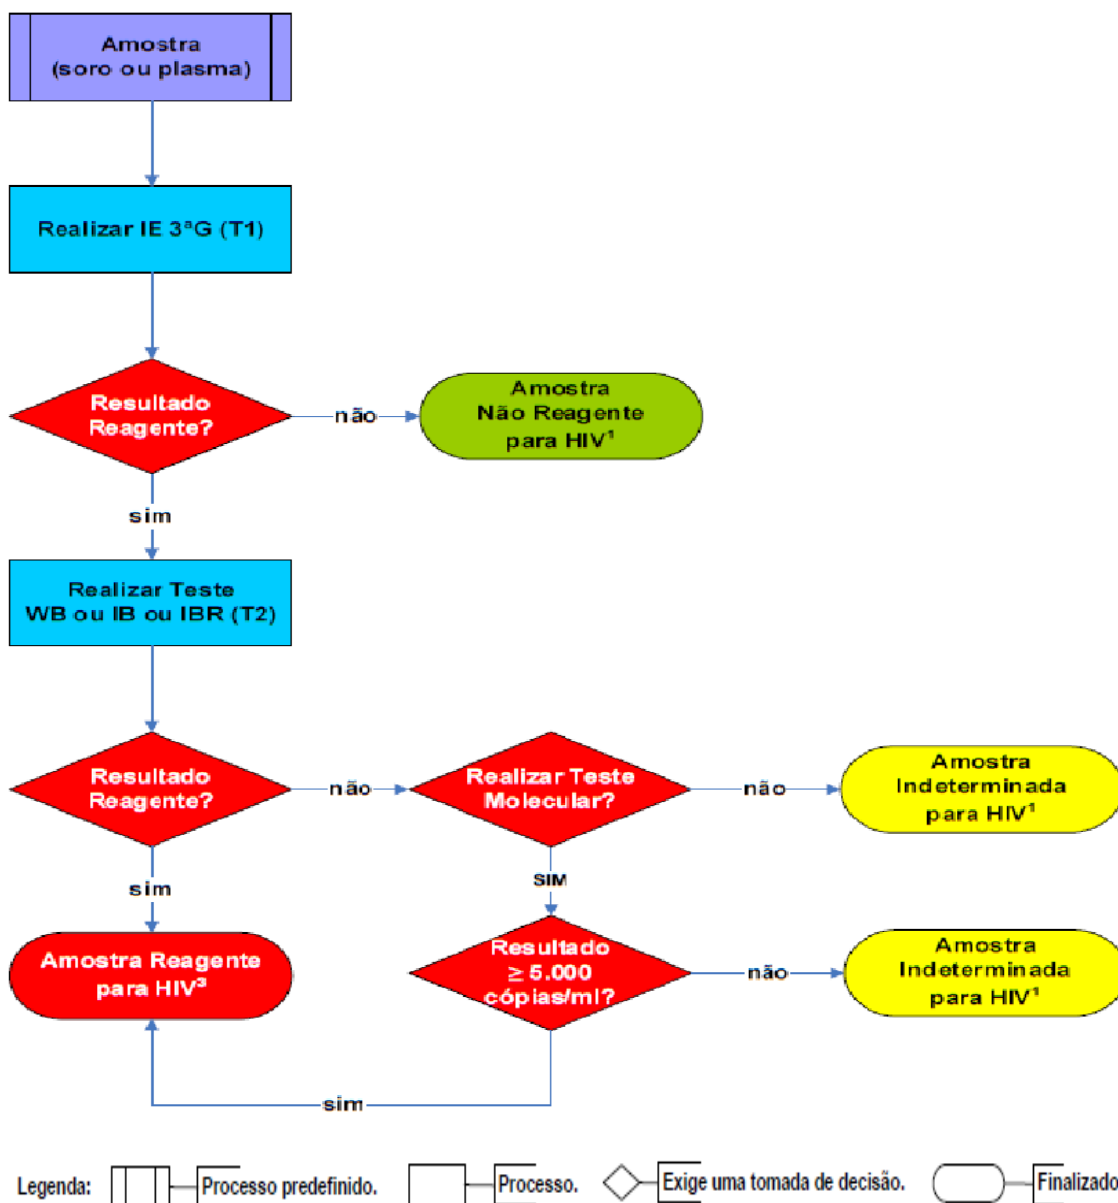 Amostra
(soro ou plasma)
Realizar IE 3ªG (T1)
Resultado
Reagente?
não
Amostra
Não Reagente
para HIV¹
sim
Realizar Teste
WB ou IB ou IBR (T2)
Resultado
Reagente?
não
Realizar Teste
Molecular?
não
Amostra
Indeterminada
para HIV¹
sim
SIM
Amostra Reagente
para HIV³
Resultado
≥ 5.000
cópias/ml?
não
Amostra
Indeterminada
para HIV¹
sim
Legenda:
Processo predefinido.
Processo.
Exige uma tomada de decisão.
Finalizado